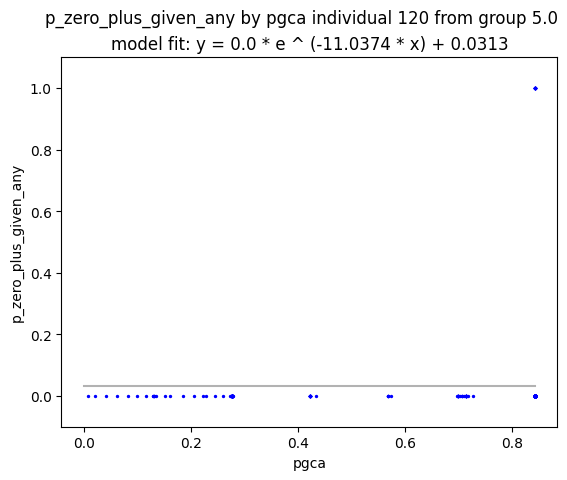 p_zero_plus_given_any by pgca individual 120 from group 5.0
model fit: y = 0.0 * e ^ (-11.0374 * x) + 0.0313
1.0
0.8
0.6
0.4
0.2
0.0
p_zero_plus_given_any
0.0 0.2 0.4 0.6 0.8
pgca